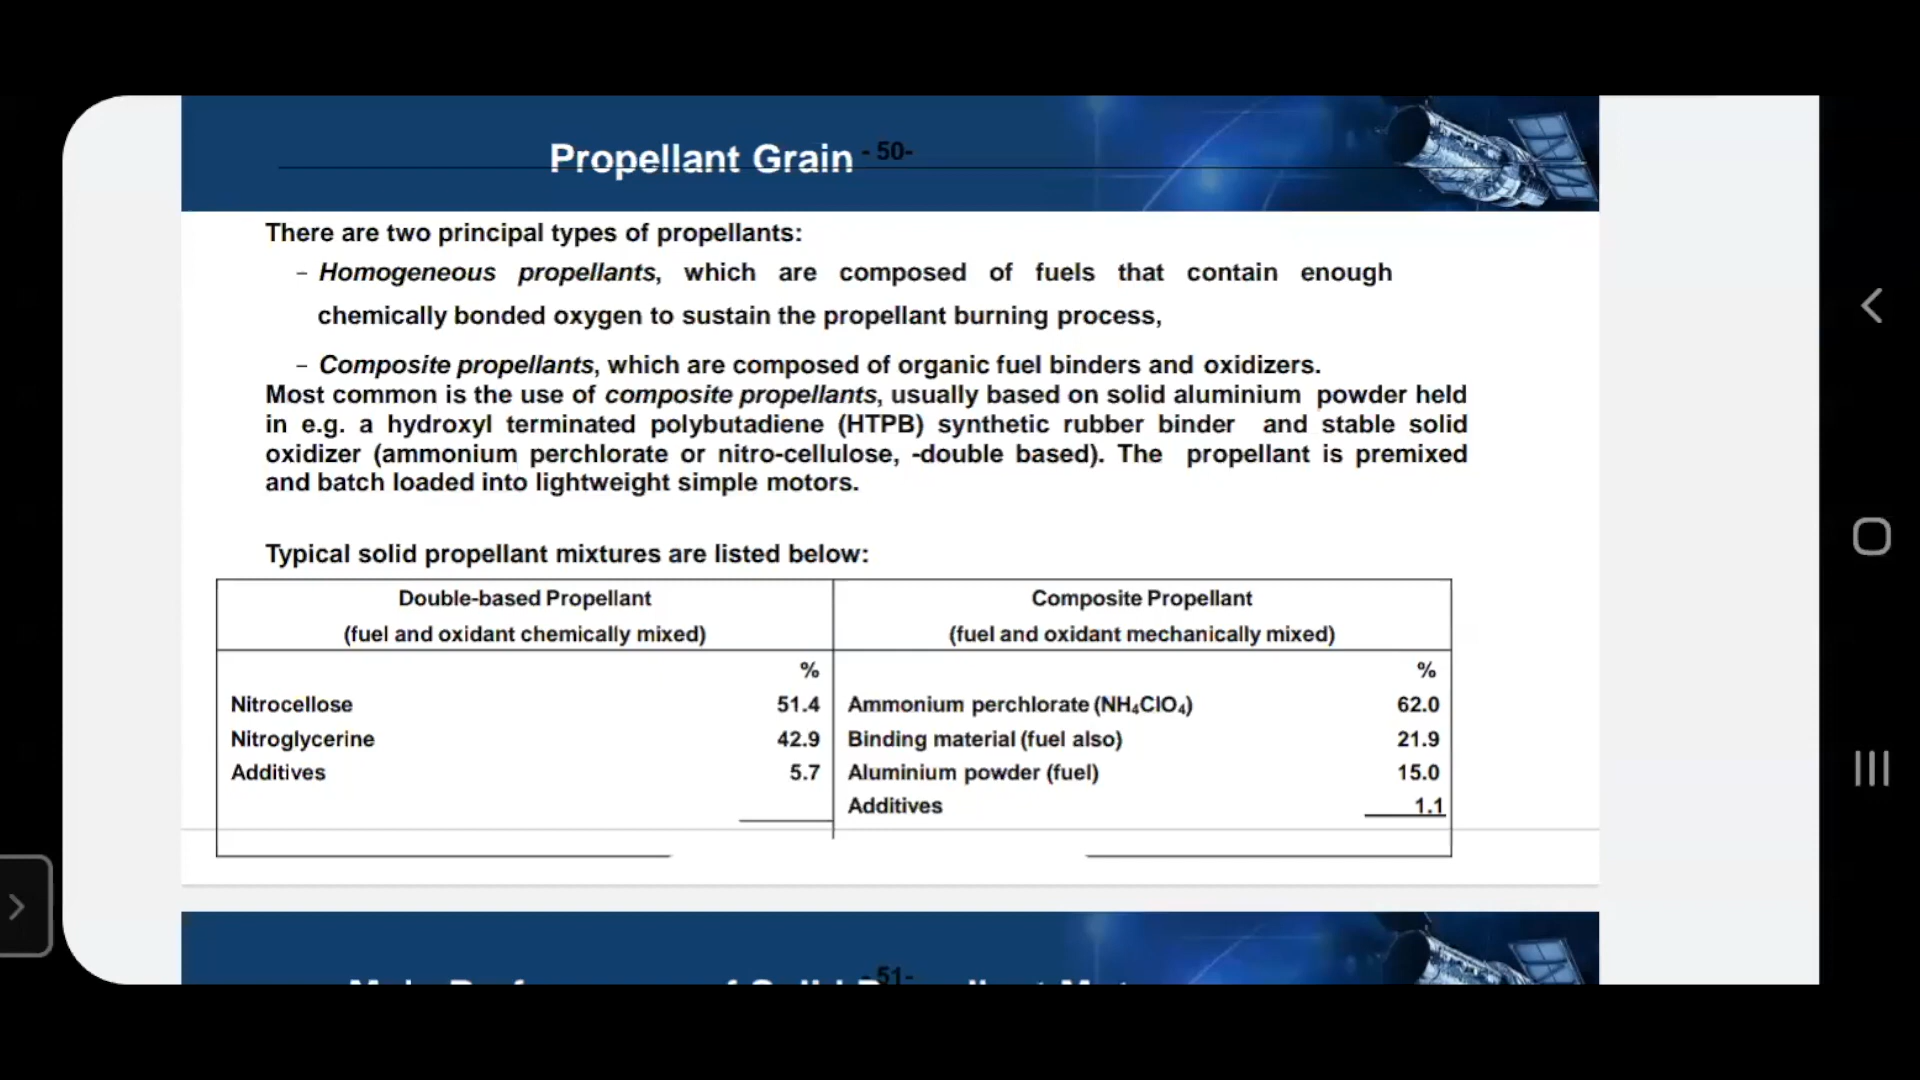 Propellant Grain - 50-
There are two principal types of propellants:
– Homogeneous propellants, which are composed of fuels that contain enough
chemically bonded oxygen to sustain the propellant burning process,
– Composite propellants, which are composed of organic fuel binders and oxidizers.
Most common is the use of composite propellants, usually based on solid aluminium powder held
in e.g. a hydroxyl terminated polybutadiene (HTPB) synthetic rubber binder and stable solid
oxidizer (ammonium perchlorate or nitro-cellulose, -double based). The propellant is premixed
and batch loaded into lightweight simple motors.
Typical solid propellant mixtures are listed below:
Double-based Propellant
(fuel and oxidant chemically mixed)
%
Nitrocellose 51.4
Nitroglycerine 42.9
Additives 5.7
Composite Propellant
(fuel and oxidant mechanically mixed)
%
Ammonium perchlorate (NH₄ClO₄) 62.0
Binding material (fuel also) 21.9
Aluminium powder (fuel) 15.0
Additives 1.1
- 51-